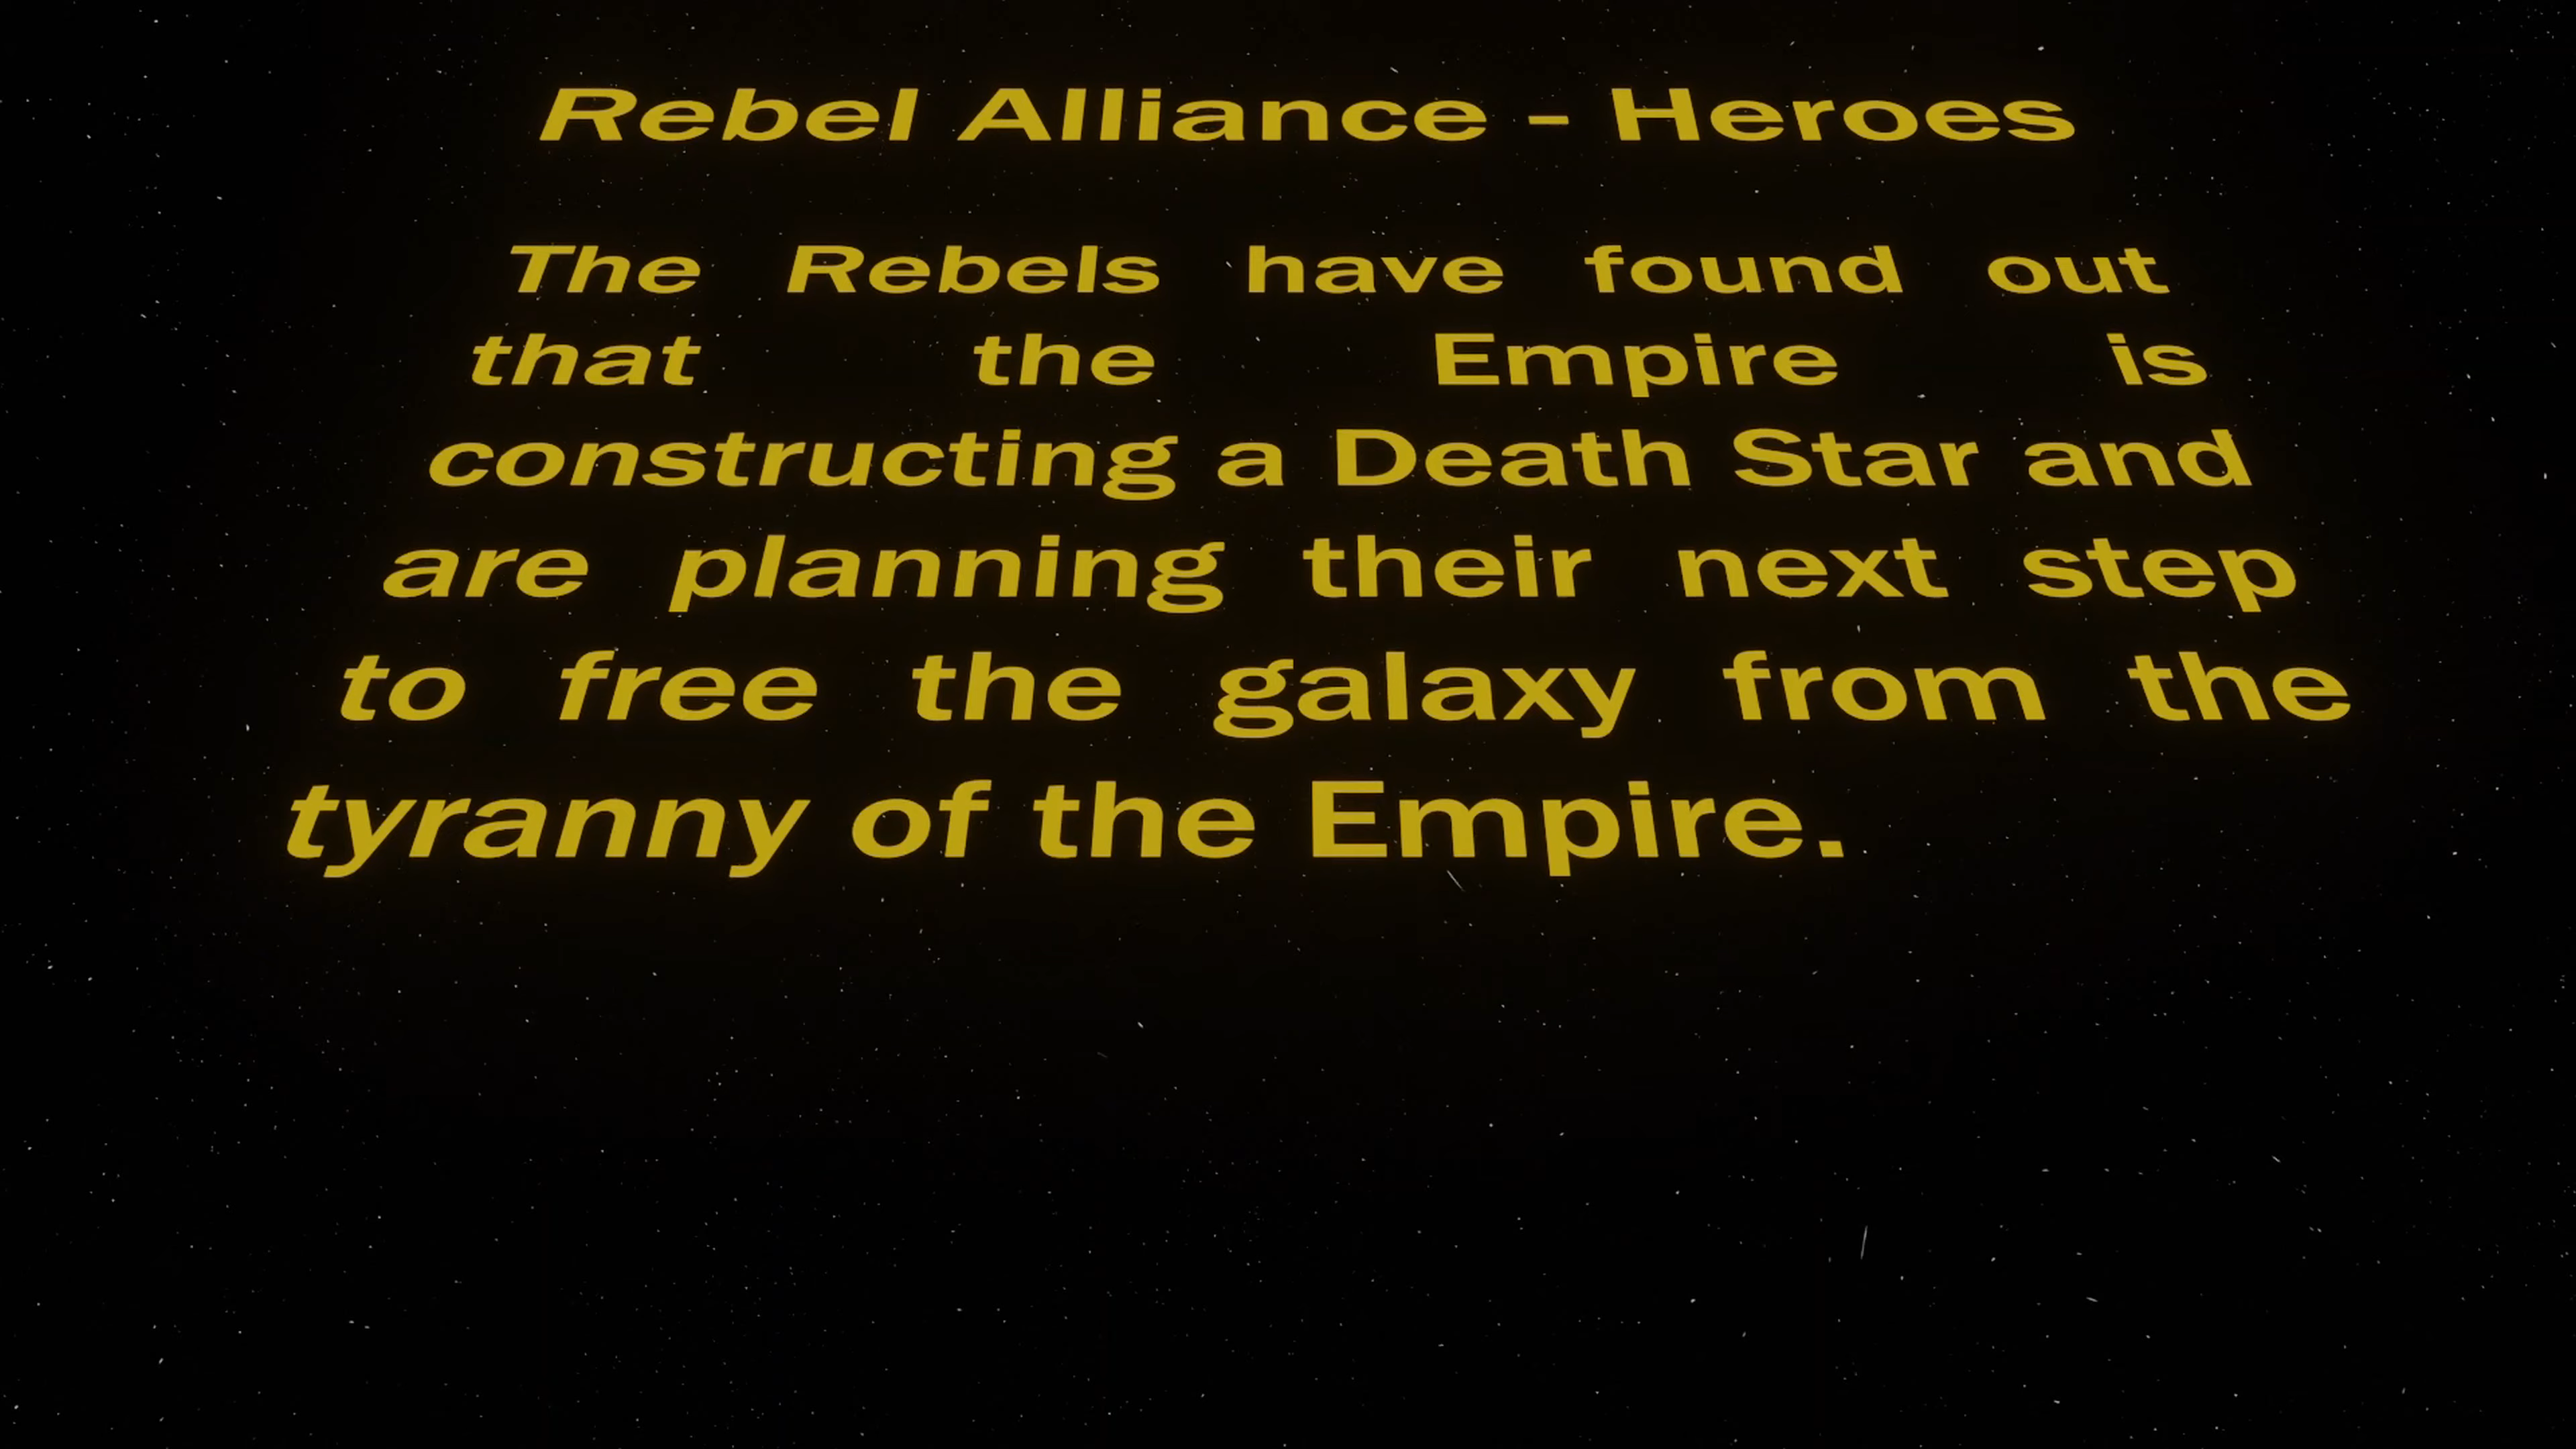 Rebel Alliance - Heroes
The Rebels have found out
that the Empire is
constructing a Death Star and
are planning their next step
to free the galaxy from the
tyranny of the Empire.